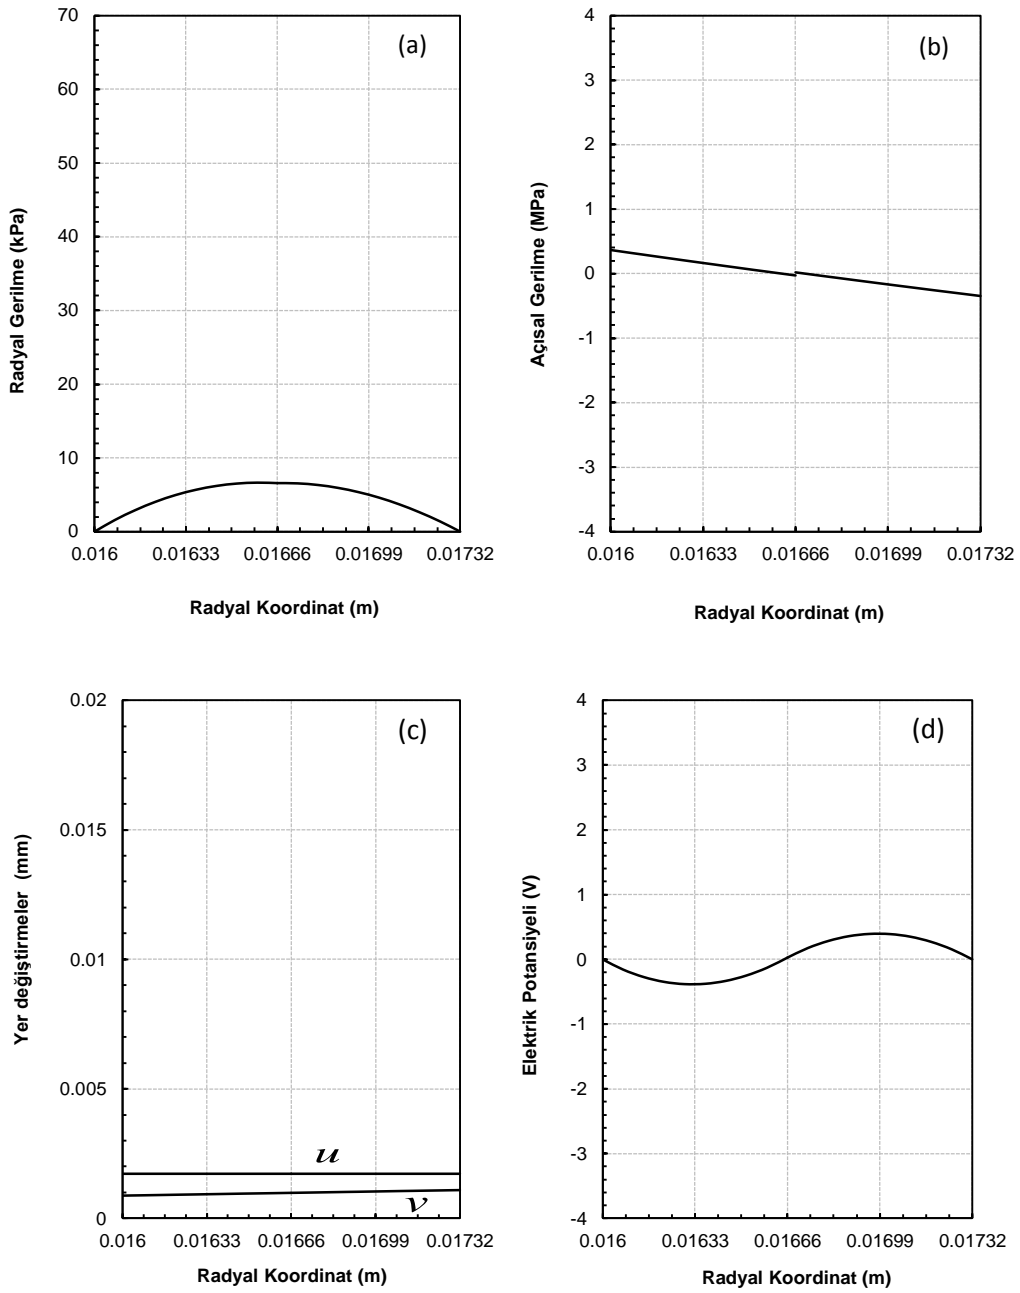 (a)
Radyal Gerilme (kPa)
70
60
50
40
30
20
10
0
0.016 0.01633 0.01666 0.01699 0.01732
Radyal Koordinat (m)
(b)
Açısal Gerilme (MPa)
4
3
2
1
0
-1
-2
-3
-4
0.016 0.01633 0.01666 0.01699 0.01732
Radyal Koordinat (m)
(c)
Yer değiştirmeler (mm)
0.02
0.015
0.01
0.005
0
u
v
0.016 0.01633 0.01666 0.01699 0.01732
Radyal Koordinat (m)
(d)
Elektrik Potansiyeli (V)
4
3
2
1
0
-1
-2
-3
-4
0.016 0.01633 0.01666 0.01699 0.01732
Radyal Koordinat (m)